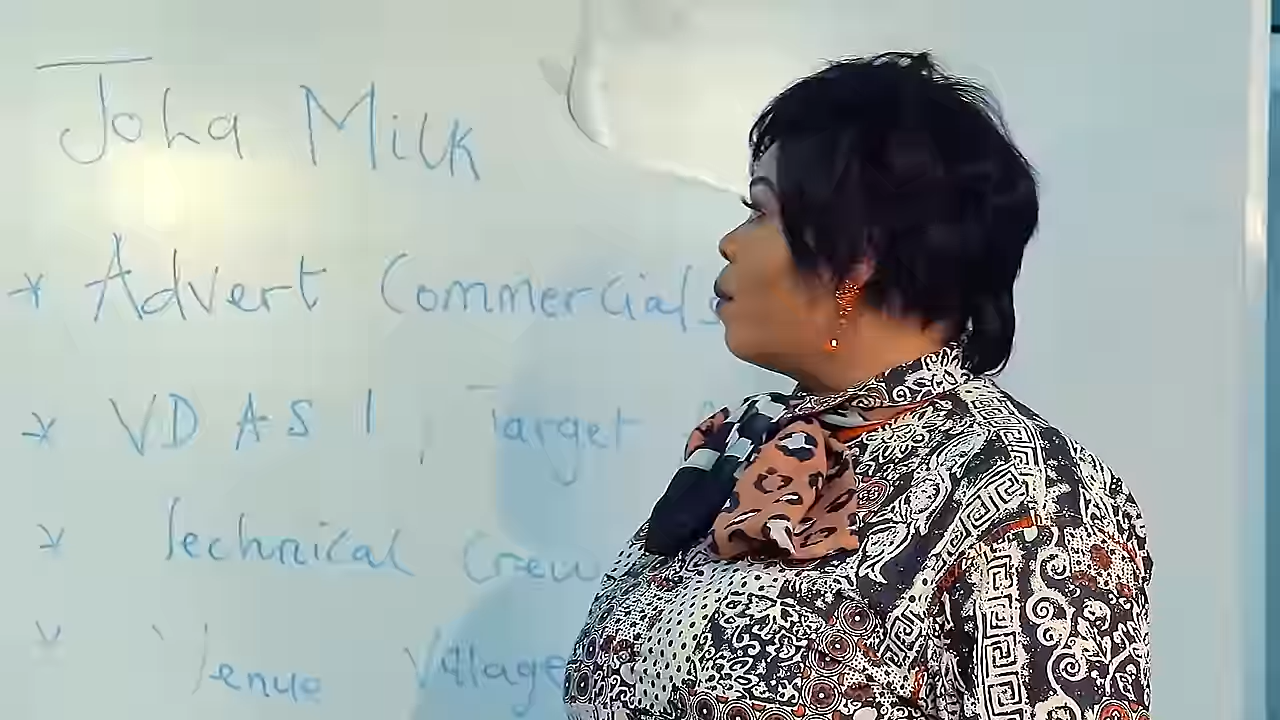 Joha Milk
* Advert Commercials
* VDAS 1, Target
* Technical Crew
* Venue Village